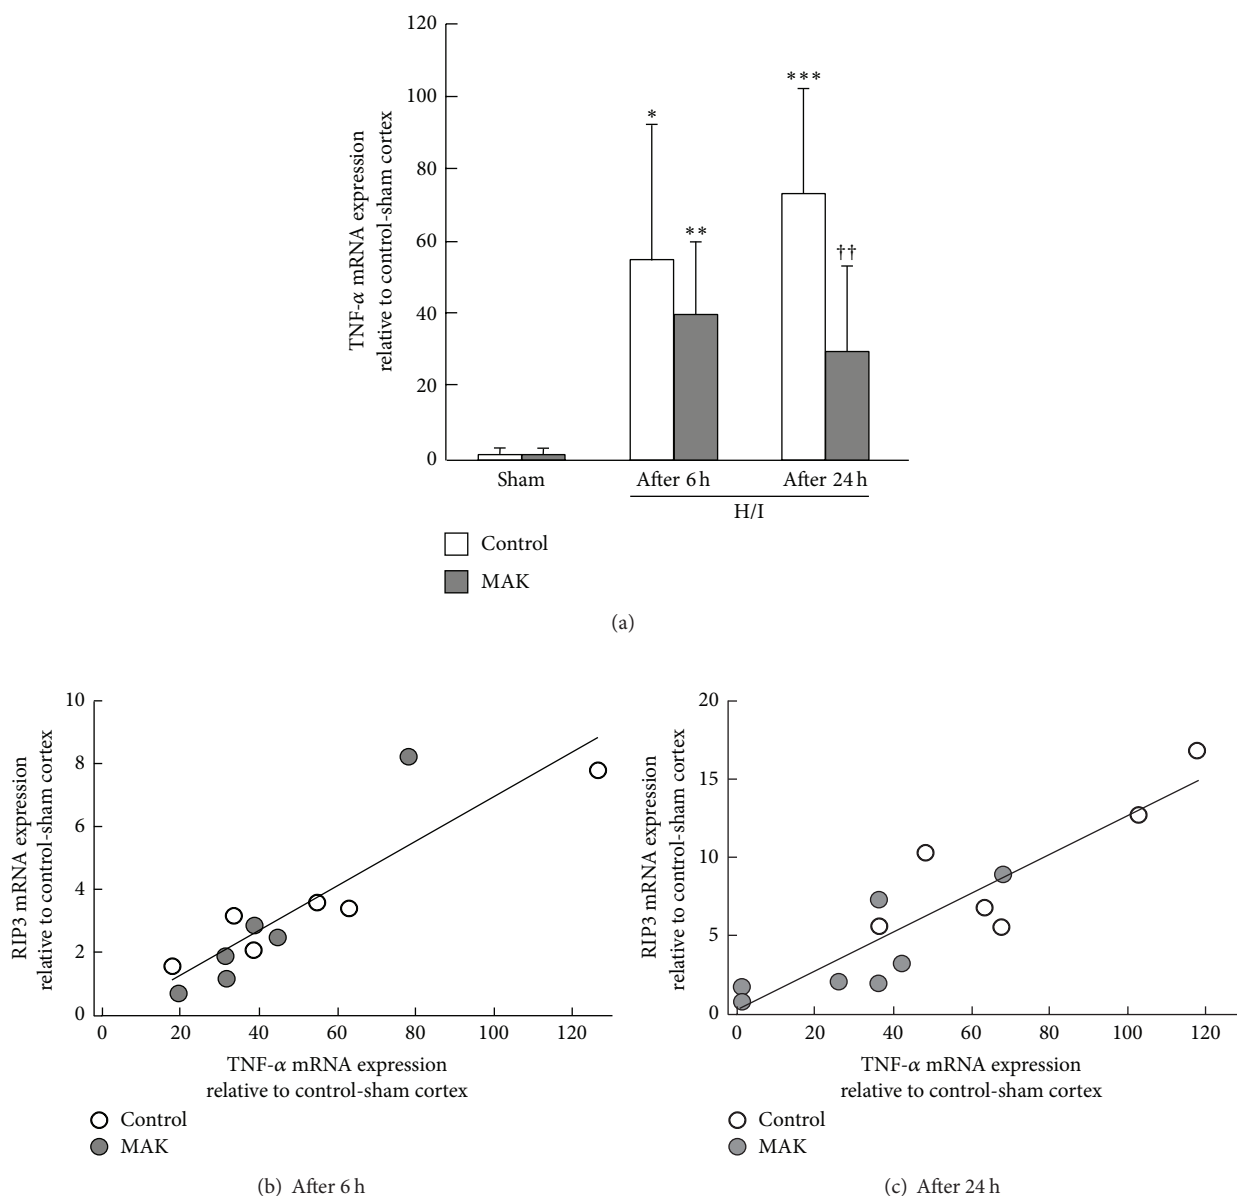 120
100
80
60
40
20
0
TNF-α mRNA expression
relative to control-sham cortex
*
**
***
††
Sham
After 6 h
After 24 h
H/I
Control
MAK
(a)
10
8
6
4
2
0
RIP3 mRNA expression
relative to control-sham cortex
0 20 40 60 80 100 120
TNF-α mRNA expression
relative to control-sham cortex
Control
MAK
(b) After 6 h
20
15
10
5
0
RIP3 mRNA expression
relative to control-sham cortex
0 20 40 60 80 100 120
TNF-α mRNA expression
relative to control-sham cortex
Control
MAK
(c) After 24 h